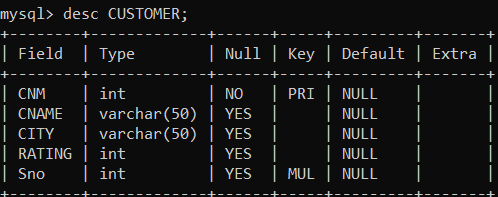 mysql> desc CUSTOMER;
+--------+-------------+------+-----+---------+-------+
| Field  | Type        | Null | Key | Default | Extra |
+--------+-------------+------+-----+---------+-------+
| CNM    | int         | NO   | PRI | NULL    |       |
| CNAME  | varchar(50) | YES  |     | NULL    |       |
| CITY   | varchar(50) | YES  |     | NULL    |       |
| RATING | int         | YES  |     | NULL    |       |
| Sno    | int         | YES  | MUL | NULL    |       |
+--------+-------------+------+-----+---------+-------+